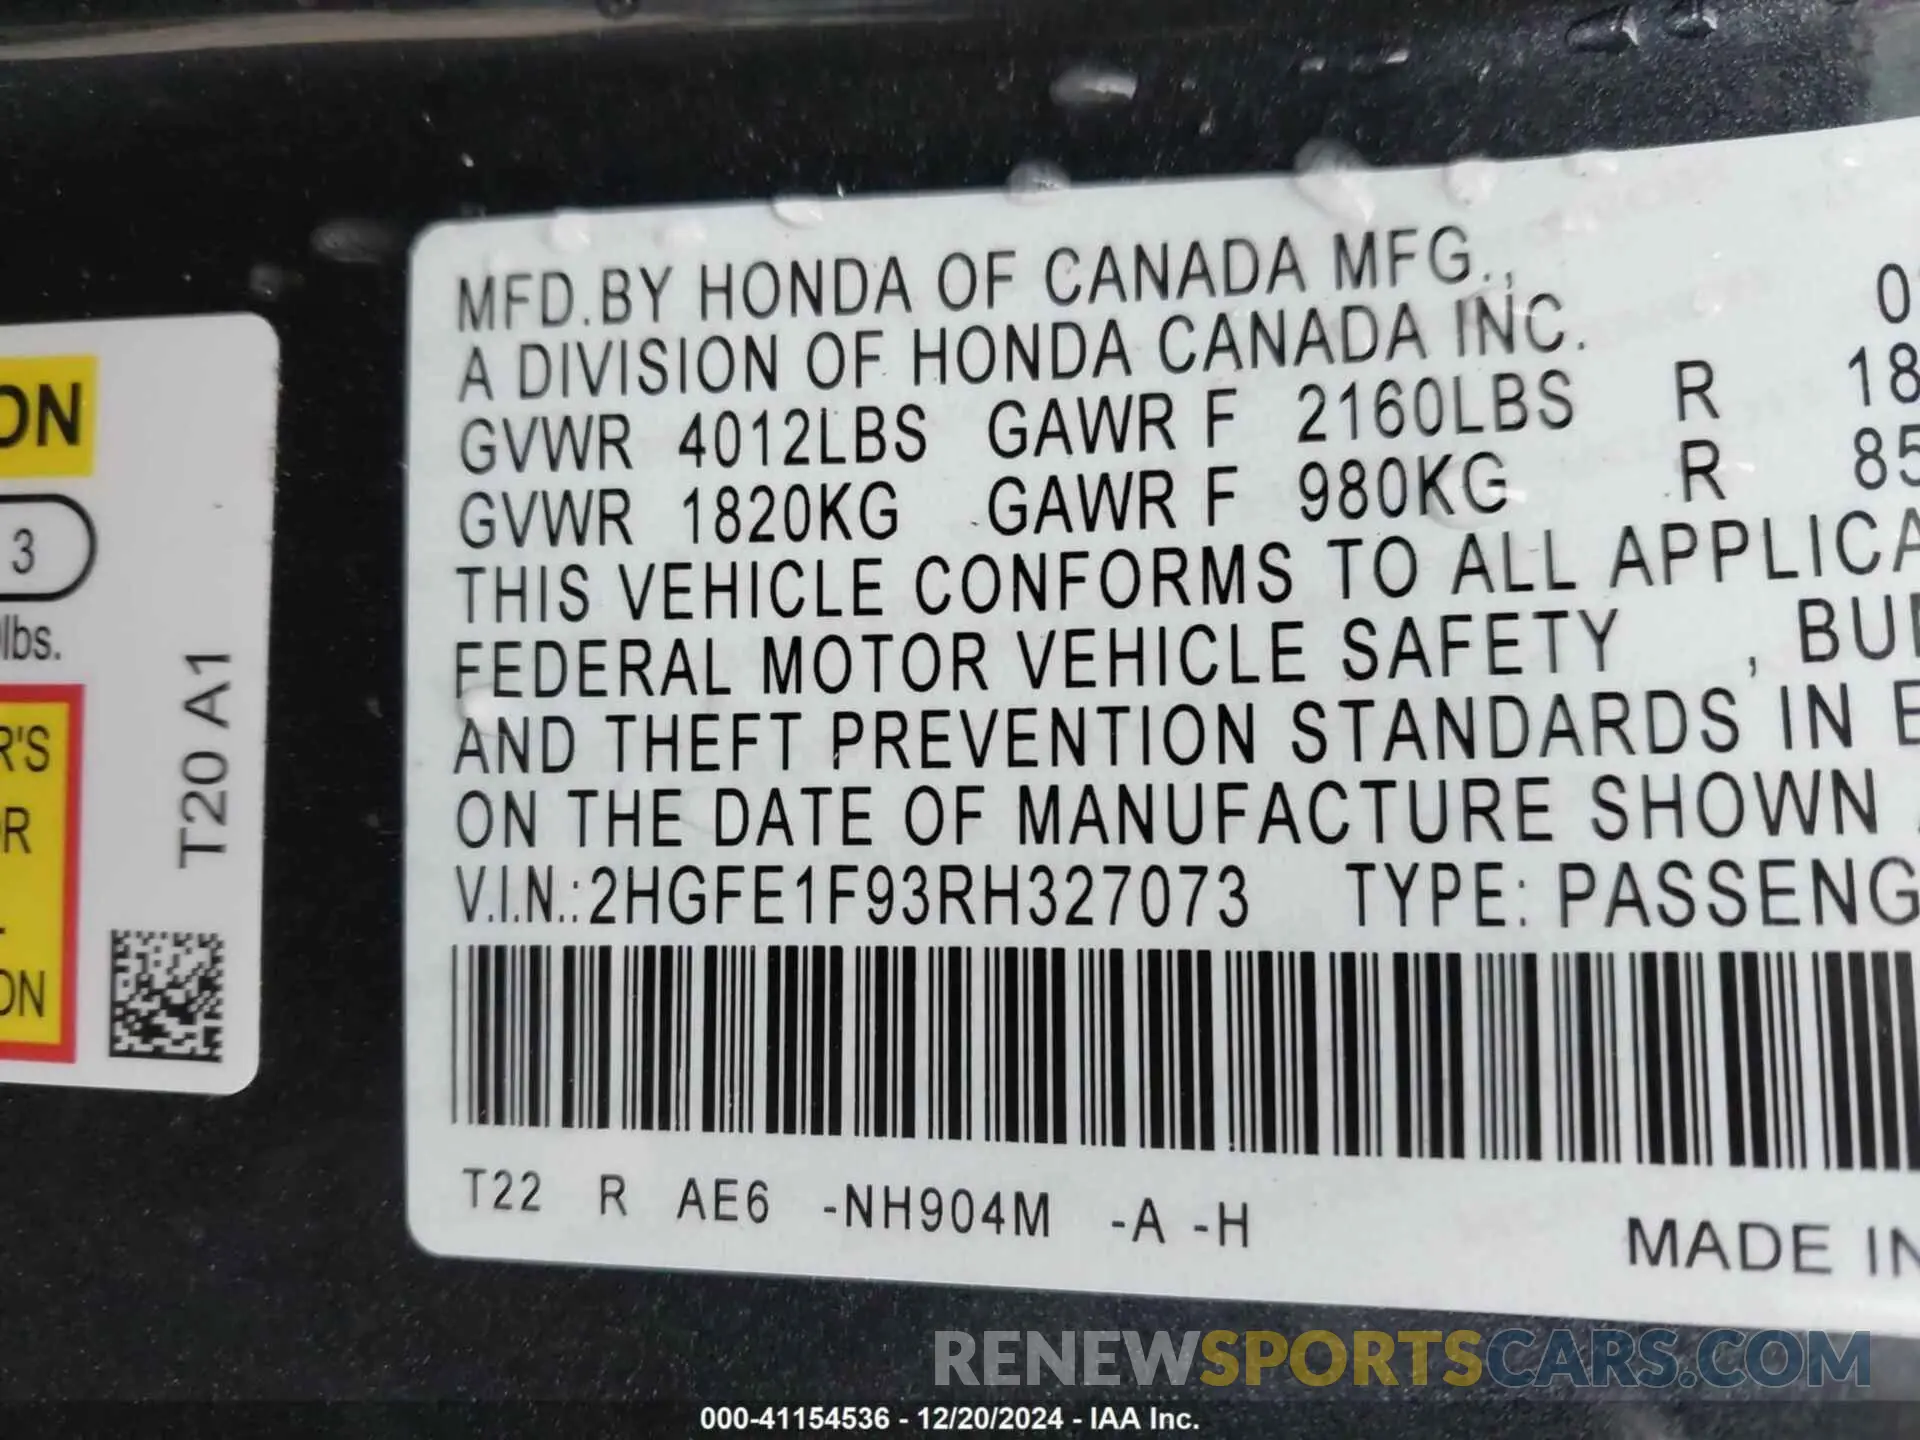 MFD.BY HONDA OF CANADA MFG.,
A DIVISION OF HONDA CANADA INC.
GVWR 4012LBS GAWR F 2160LBS R 18
GVWR 1820KG GAWR F 980KG R 85
THIS VEHICLE CONFORMS TO ALL APPLICA
FEDERAL MOTOR VEHICLE SAFETY , BUM
AND THEFT PREVENTION STANDARDS IN E
ON THE DATE OF MANUFACTURE SHOWN
V.I.N.:2HGFE1F93RH327073 TYPE: PASSENG
T22 R AE6 -NH904M -A -H
MADE IN
ON
3
lbs.
R'S
OR
ON
T20 A1
RENEWSPORTSCARS.COM
000-41154536 - 12/20/2024 - IAA Inc.